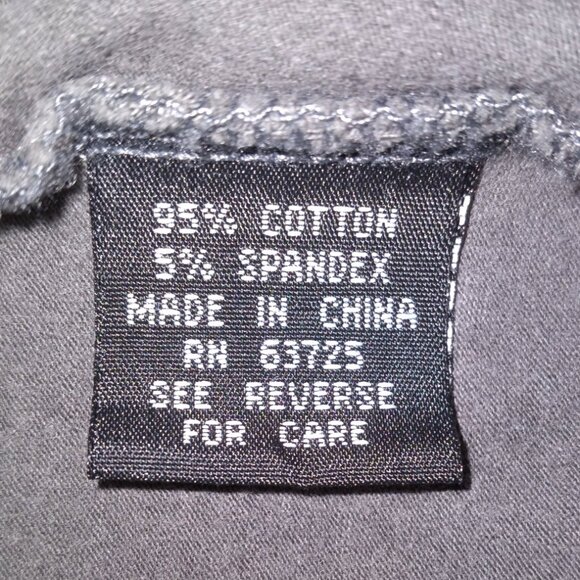 95% COTTON
5% SPANDEX
MADE IN CHINA
RN 63725
SEE REVERSE
FOR CARE